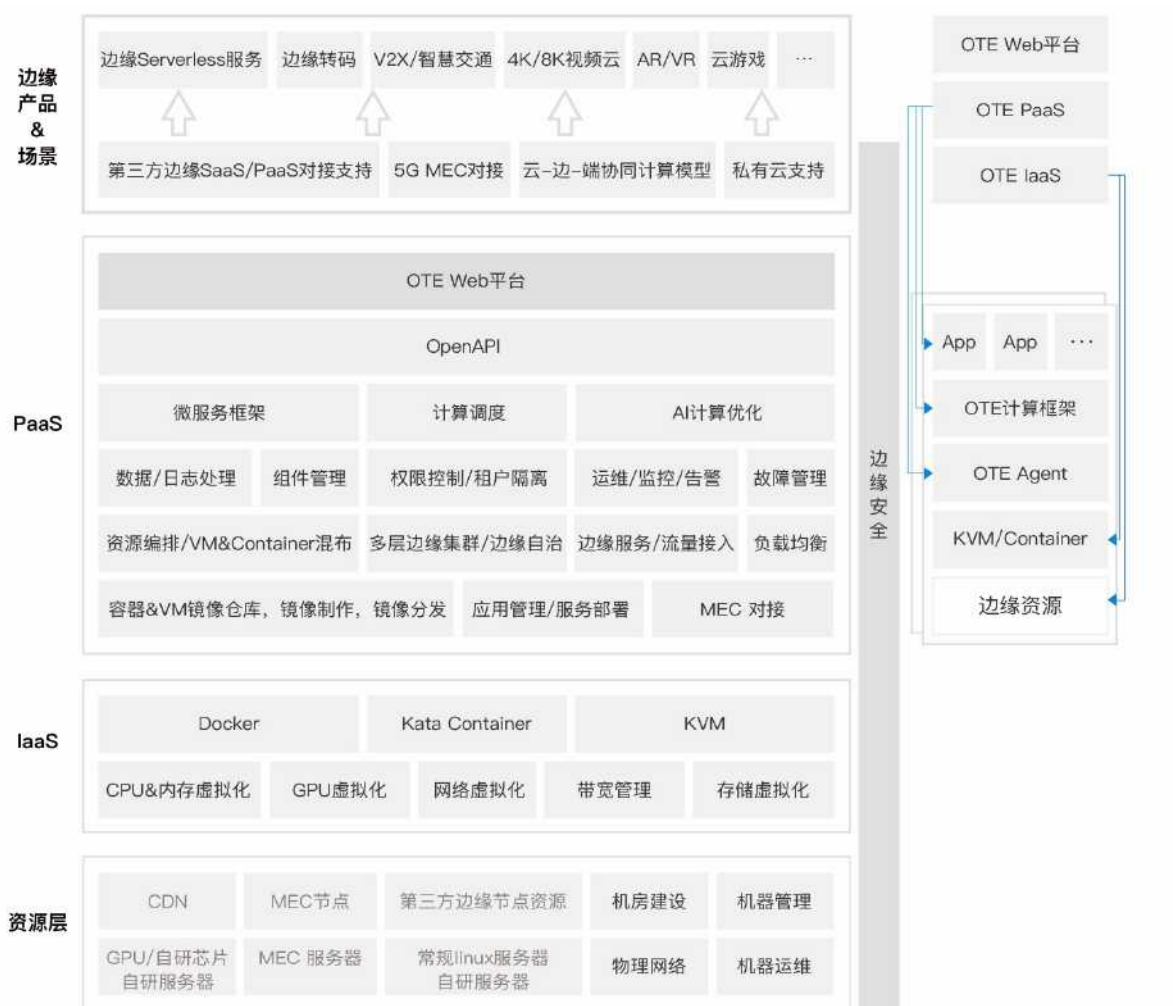 边缘
产品
&
场景
边缘Serverless服务
边缘转码
V2X/智慧交通
4K/8K视频云
AR/VR
云游戏
...
第三方边缘SaaS/PaaS对接支持
5G MEC对接
云-边-端协同计算模型
私有云支持
PaaS
OTE Web平台
OpenAPI
微服务框架
计算调度
AI计算优化
数据/日志处理
组件管理
权限控制/租户隔离
运维/监控/告警
故障管理
资源编排/VM&Container混布
多层边缘集群/边缘自治
边缘服务/流量接入
负载均衡
容器&VM镜像仓库，镜像制作，镜像分发
应用管理/服务部署
MEC 对接
IaaS
Docker
Kata Container
KVM
CPU&内存虚拟化
GPU虚拟化
网络虚拟化
带宽管理
存储虚拟化
资源层
CDN
MEC节点
第三方边缘节点资源
机房建设
机器管理
GPU/自研芯片
自研服务器
MEC 服务器
常规linux服务器
自研服务器
物理网络
机器运维
边
缘
安
全
OTE Web平台
OTE PaaS
OTE IaaS
App
App
...
OTE计算框架
OTE Agent
KVM/Container
边缘资源